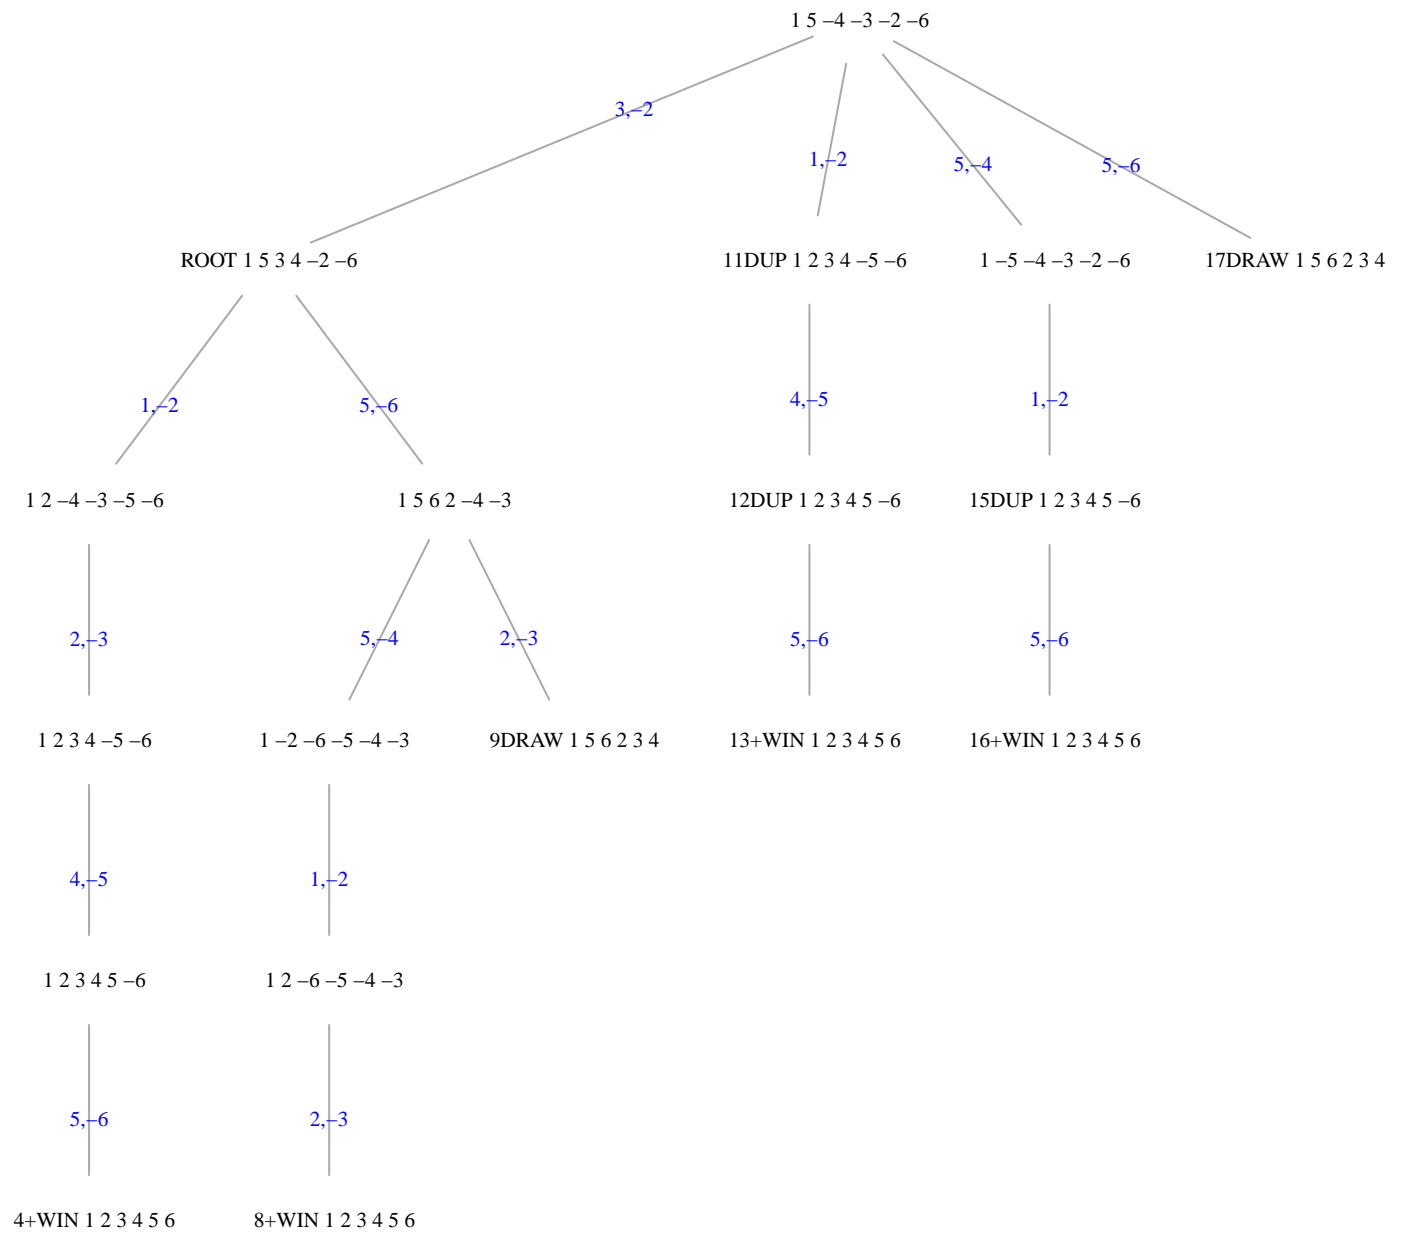 1 5 –4 –3 –2 –6
3,–2
1,–2
5,–4
5,–6
ROOT 1 5 3 4 –2 –6
11DUP 1 2 3 4 –5 –6
1 –5 –4 –3 –2 –6
17DRAW 1 5 6 2 3 4
1,–2
5,–6
4,–5
1,–2
1 2 –4 –3 –5 –6
1 5 6 2 –4 –3
12DUP 1 2 3 4 5 –6
15DUP 1 2 3 4 5 –6
2,–3
5,–4
2,–3
5,–6
5,–6
1 2 3 4 –5 –6
1 –2 –6 –5 –4 –3
9DRAW 1 5 6 2 3 4
13+WIN 1 2 3 4 5 6
16+WIN 1 2 3 4 5 6
4,–5
1,–2
1 2 3 4 5 –6
1 2 –6 –5 –4 –3
5,–6
2,–3
4+WIN 1 2 3 4 5 6
8+WIN 1 2 3 4 5 6